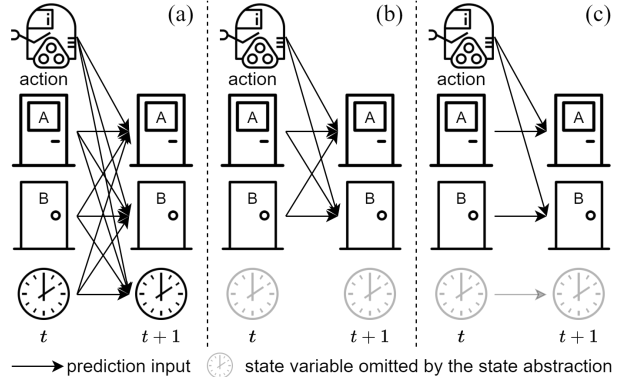 (a)
(b)
(c)
action
action
action
A
A
A
A
A
A
B
B
B
B
B
B
t
t + 1
t
t + 1
t
t + 1
prediction input
state variable omitted by the state abstraction